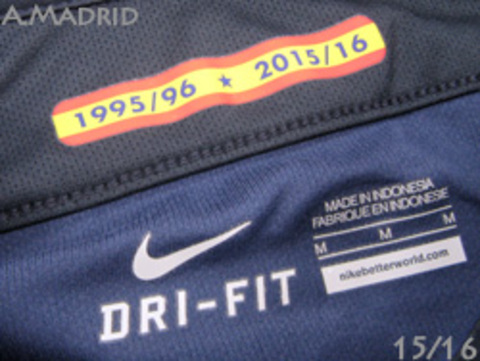 A.MADRID
1995/96 ★ 2015/16
MADE IN INDONESIA
FABRIQUE EN INDONESIE
M M M
nikebetterworld.com
DRI-FIT
15/16